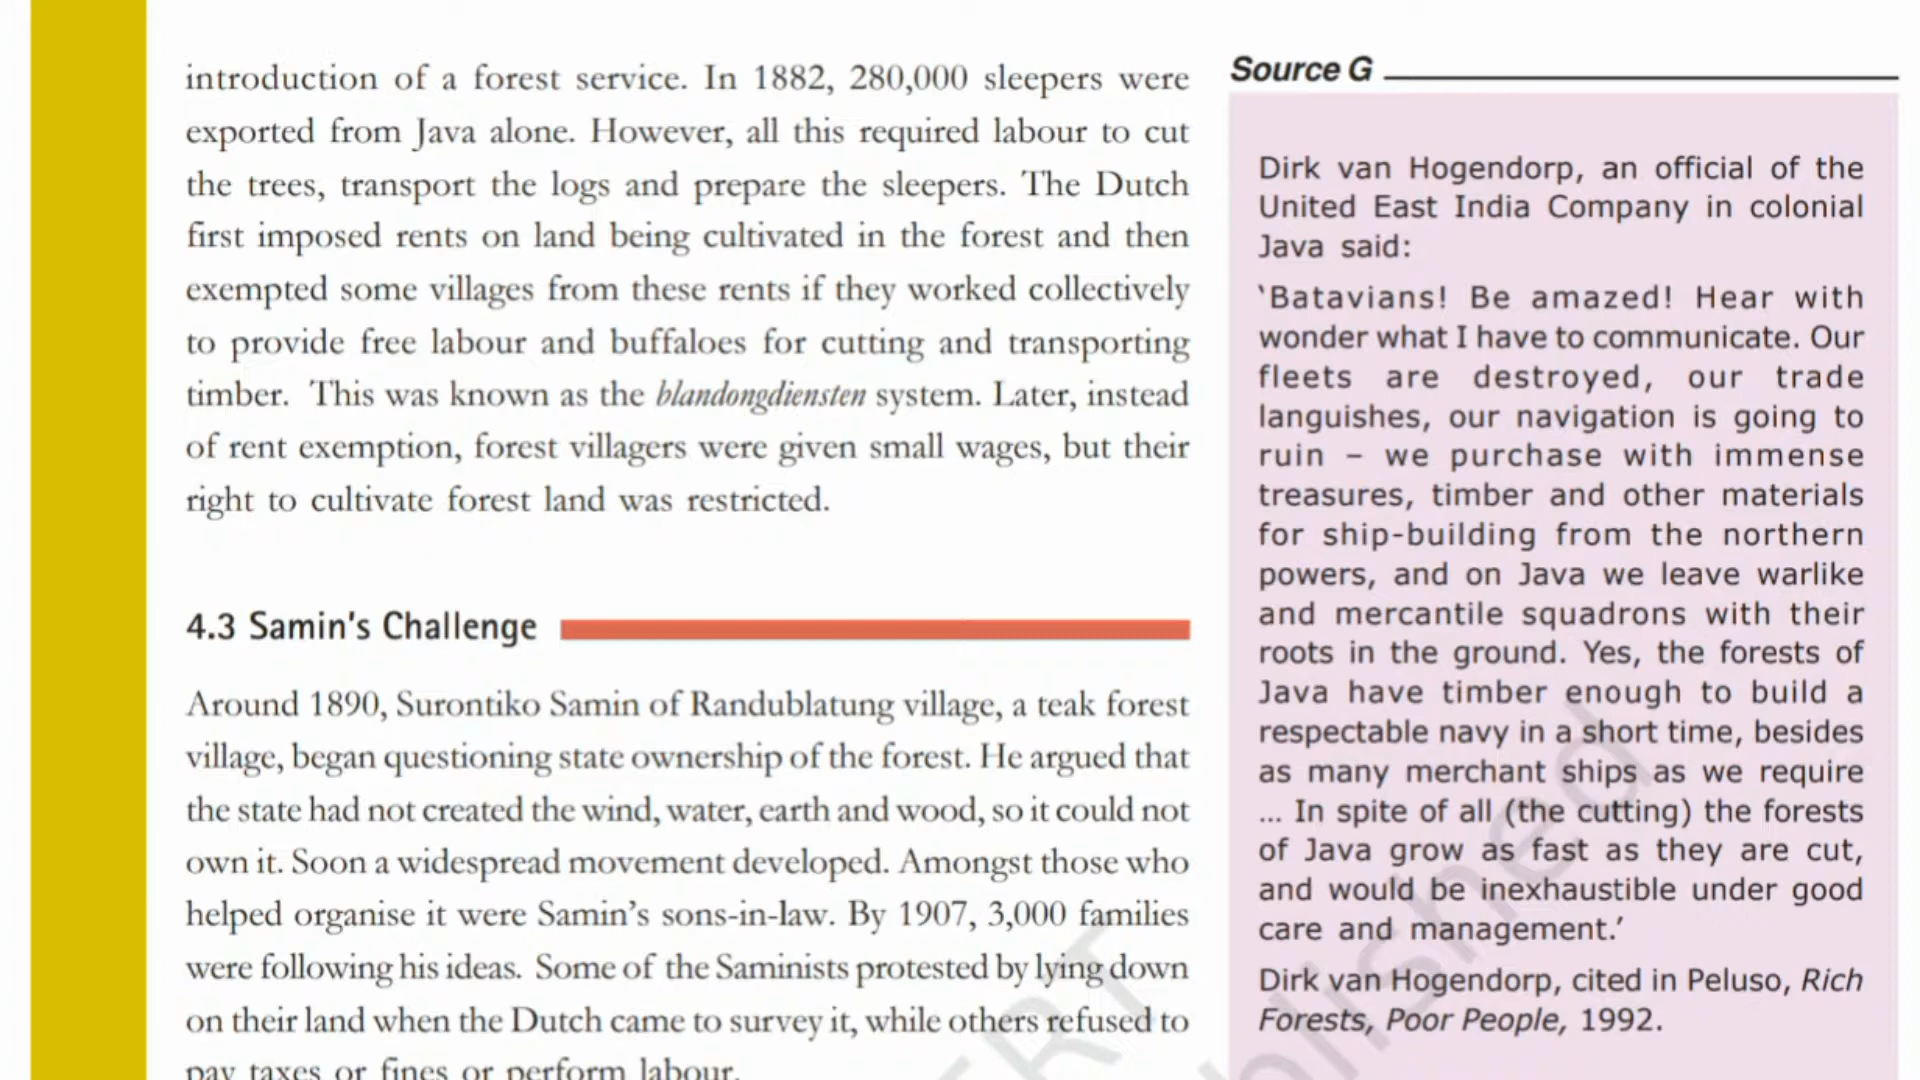 introduction of a forest service. In 1882, 280,000 sleepers were
exported from Java alone. However, all this required labour to cut
the trees, transport the logs and prepare the sleepers. The Dutch
first imposed rents on land being cultivated in the forest and then
exempted some villages from these rents if they worked collectively
to provide free labour and buffaloes for cutting and transporting
timber. This was known as the blandongdiensten system. Later, instead
of rent exemption, forest villagers were given small wages, but their
right to cultivate forest land was restricted.
4.3 Samin's Challenge
Around 1890, Surontiko Samin of Randublatung village, a teak forest
village, began questioning state ownership of the forest. He argued that
the state had not created the wind, water, earth and wood, so it could not
own it. Soon a widespread movement developed. Amongst those who
helped organise it were Samin's sons-in-law. By 1907, 3,000 families
were following his ideas. Some of the Saminists protested by lying down
on their land when the Dutch came to survey it, while others refused to
pay taxes or fines or perform labour.
Source G
Dirk van Hogendorp, an official of the
United East India Company in colonial
Java said:
‵Batavians! Be amazed! Hear with
wonder what I have to communicate. Our
fleets are destroyed, our trade
languishes, our navigation is going to
ruin – we purchase with immense
treasures, timber and other materials
for ship-building from the northern
powers, and on Java we leave warlike
and mercantile squadrons with their
roots in the ground. Yes, the forests of
Java have timber enough to build a
respectable navy in a short time, besides
as many merchant ships as we require
... In spite of all (the cutting) the forests
of Java grow as fast as they are cut,
and would be inexhaustible under good
care and management.′
Dirk van Hogendorp, cited in Peluso, Rich
Forests, Poor People, 1992.